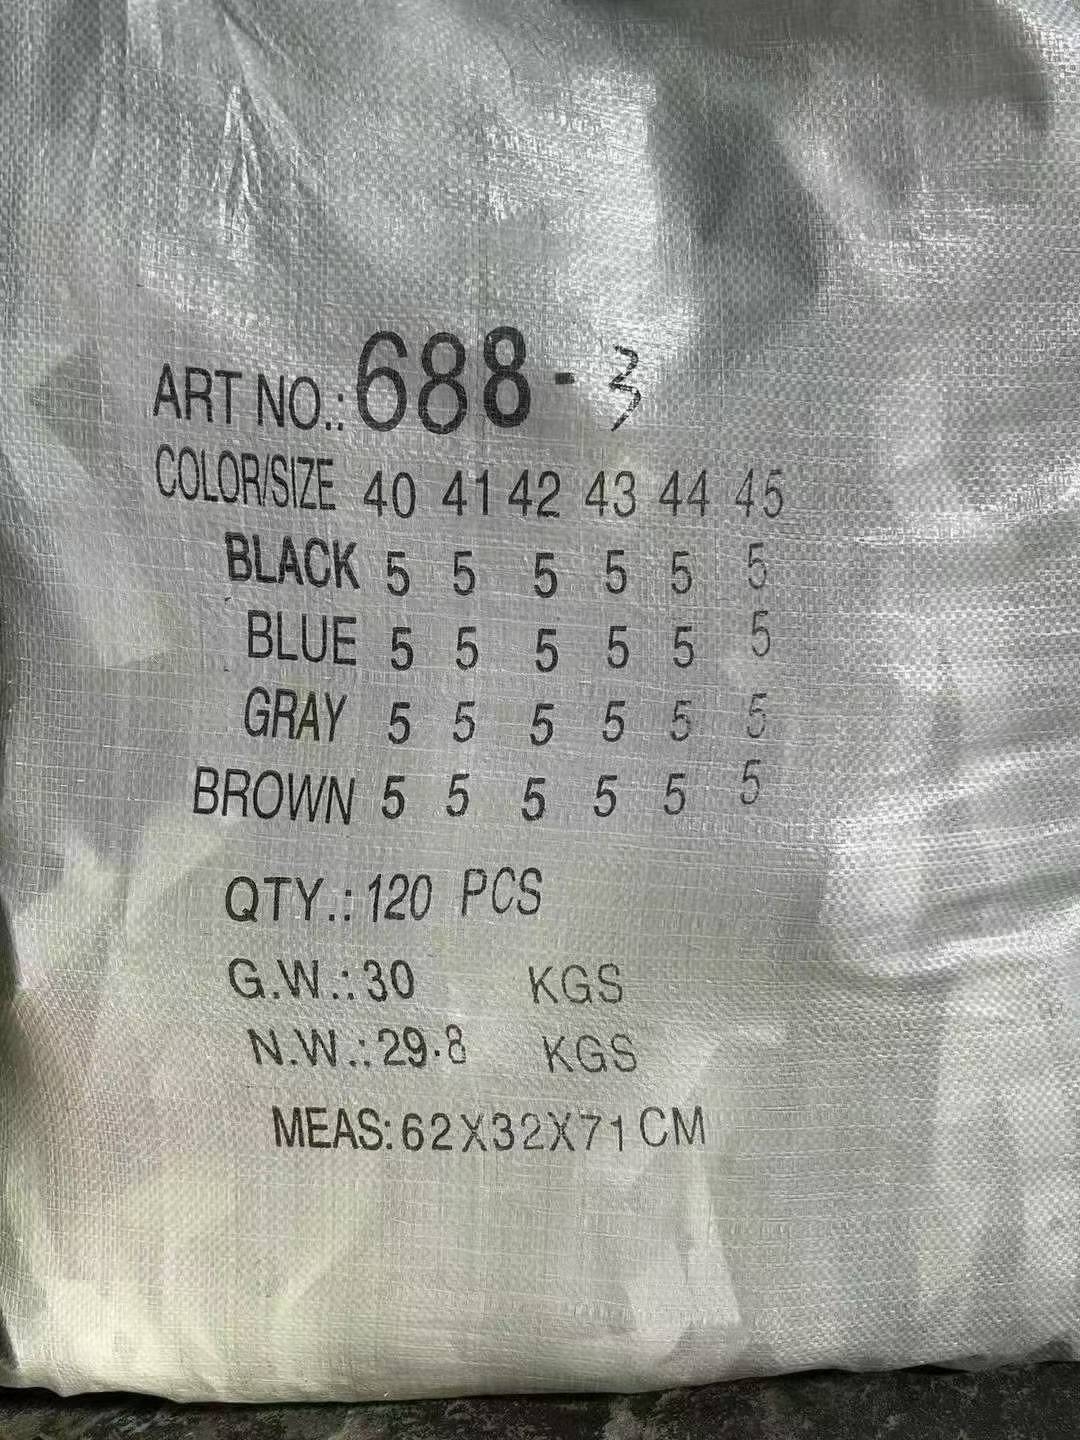 ART NO.: 688-3
COLOR/SIZE 40 41 42 43 44 45
BLACK 5 5 5 5 5 5
BLUE 5 5 5 5 5 5
GRAY 5 5 5 5 5 5
BROWN 5 5 5 5 5 5
QTY.: 120 PCS
G.W.: 30 KGS
N.W.: 29.8 KGS
MEAS: 62X32X71 CM